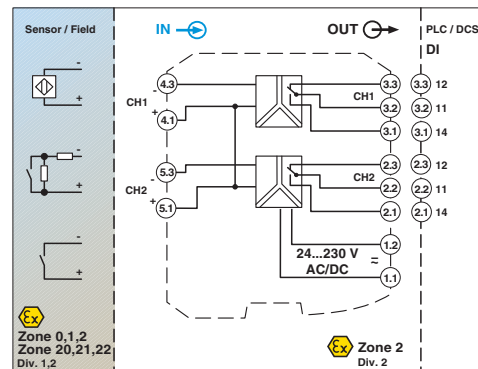 Sensor / Field
IN
OUT
PLC / DCS
DI
-
+
-
+
-
+
4.3
-
CH1
+
4.1
5.3
-
CH2
+
5.1
3.3
CH1
3.2
3.1
2.3
CH2
2.2
2.1
1.2
24...230 V
AC/DC
≈
1.1
3.3 12
3.2 11
3.1 14
2.3 12
2.2 11
2.1 14
Ex
Zone 0,1,2
Zone 20,21,22
Div. 1,2
Ex
Zone 2
Div. 2